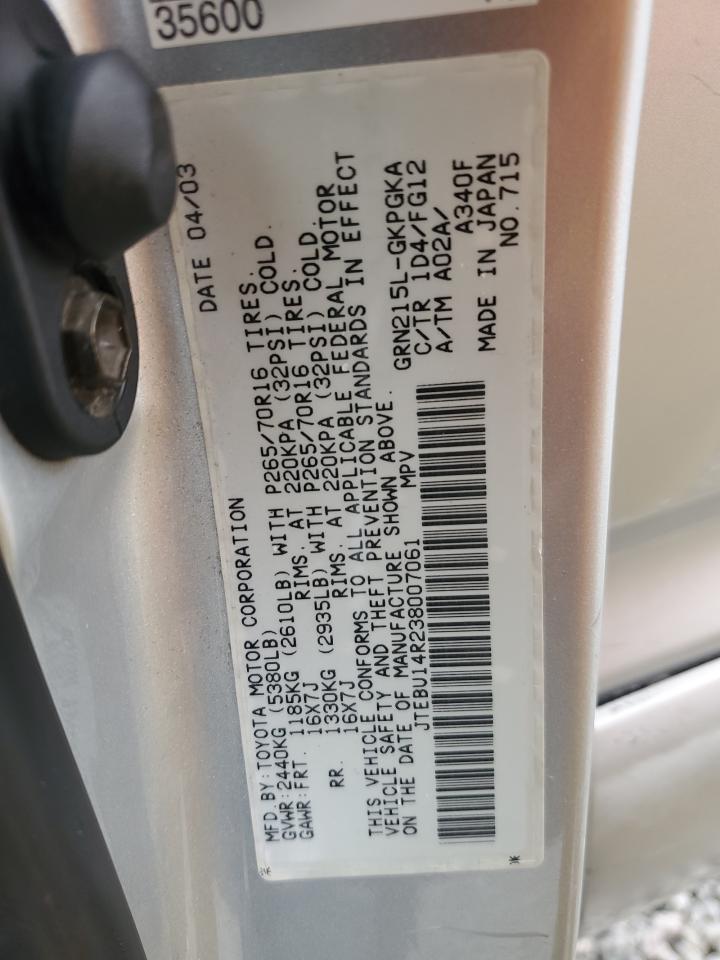 35600
DATE 04/03
MFD. BY:TOYOTA MOTOR CORPORATION
GVWR:2440KG (5380LB)
GAWR:FRT. 1185KG (2610LB) WITH P265/70R16 TIRES.
16X7J RIMS. AT 220KPA (32PSI) COLD.
RR. 1330KG (2935LB) WITH P265/70R16 TIRES.
16X7J RIMS. AT 220KPA (32PSI) COLD.
THIS VEHICLE CONFORMS TO ALL APPLICABLE FEDERAL MOTOR
VEHICLE SAFETY AND THEFT PREVENTION STANDARDS IN EFFECT
ON THE DATE OF MANUFACTURE SHOWN ABOVE.
JTEBU14R238007061 MPV
GRN215L-GKPGKA
C/TR 1D4/FG12
A/TM A02A/ A340F
MADE IN JAPAN
NO.715